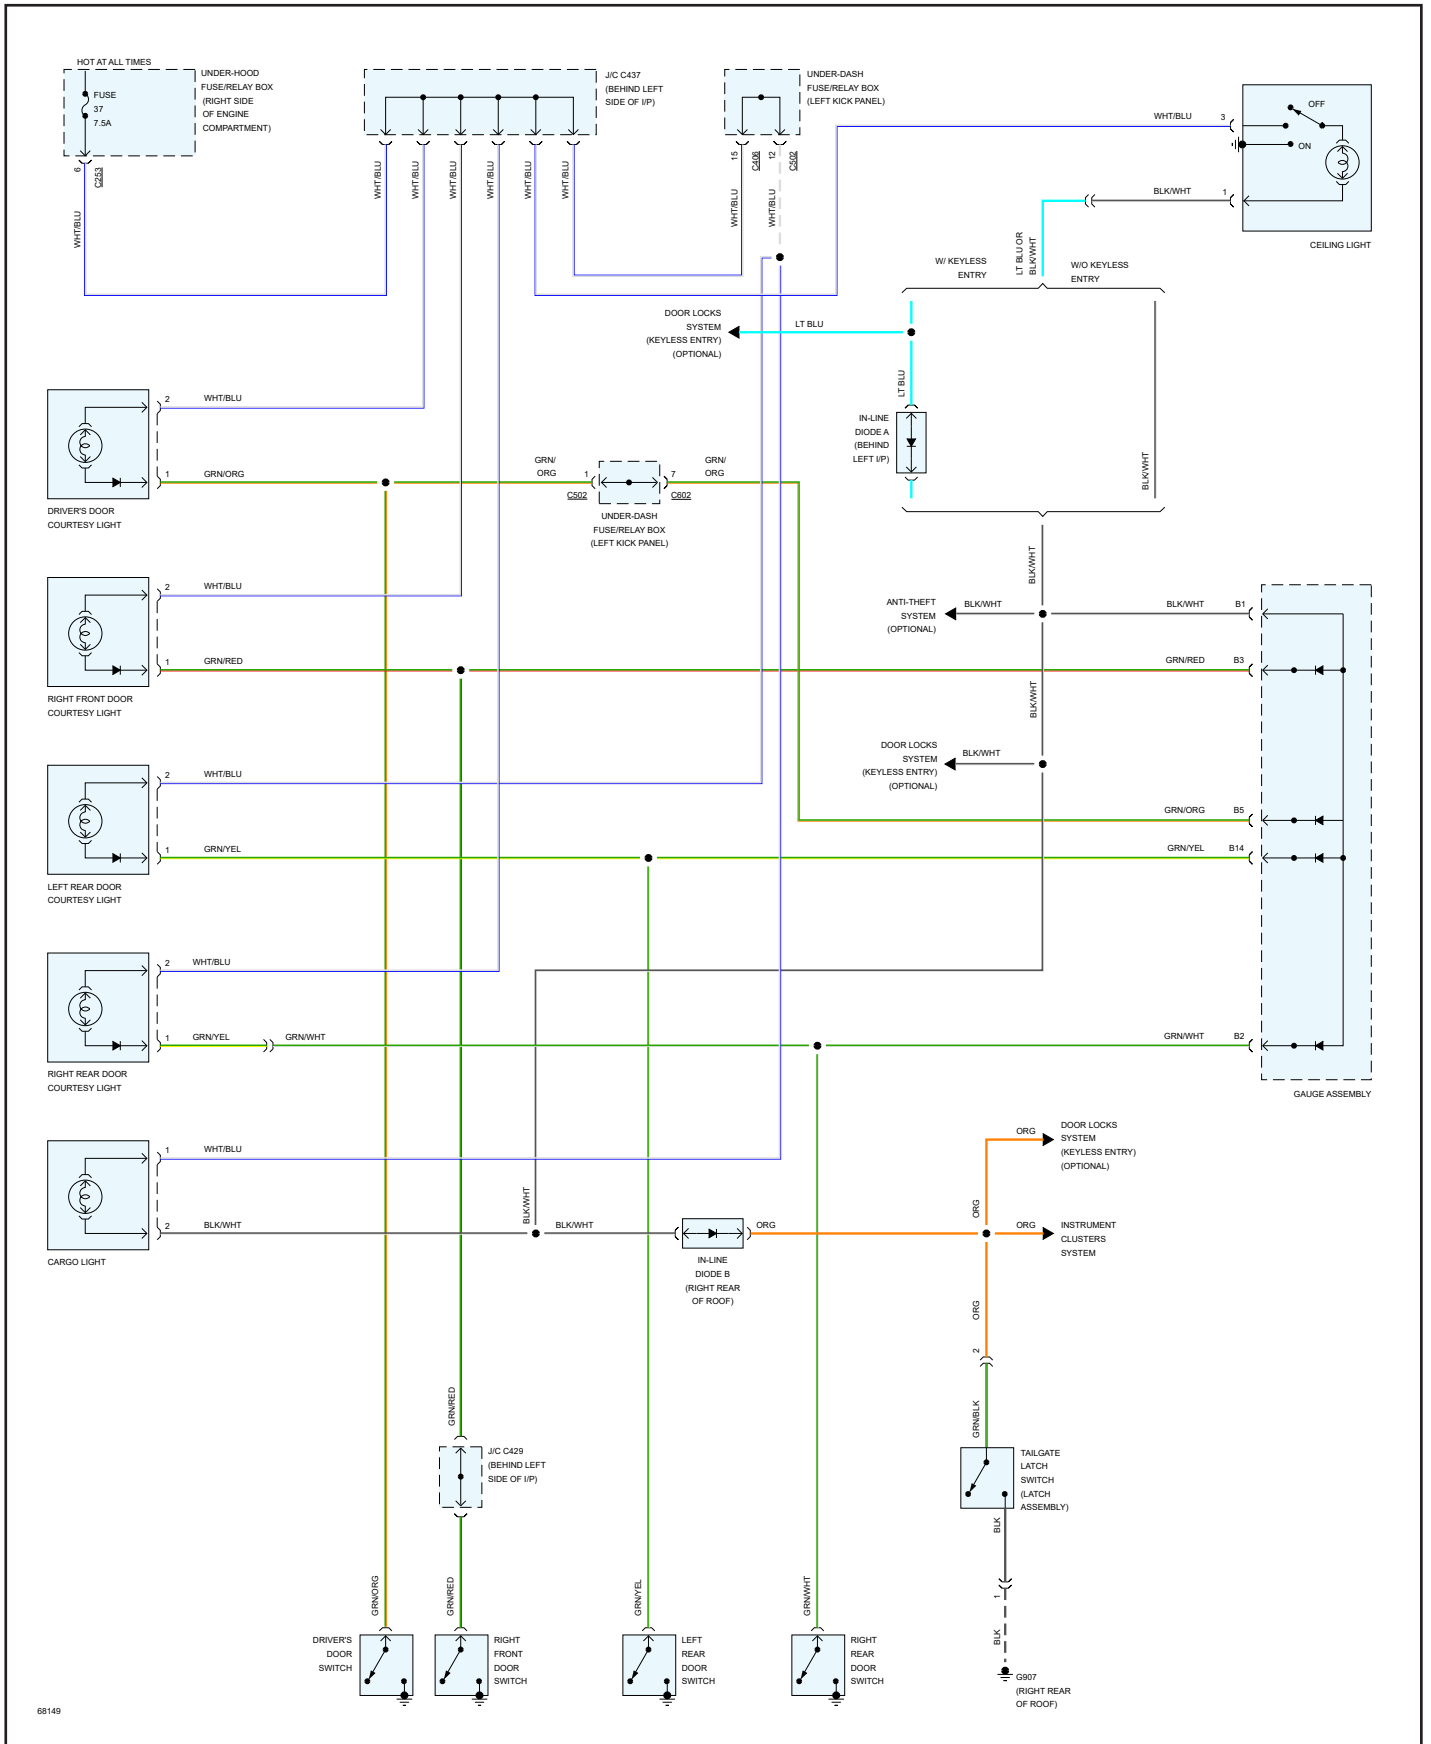 HOT AT ALL TIMES
FUSE
37
7.5A
UNDER-HOOD
FUSE/RELAY BOX
(RIGHT SIDE
OF ENGINE
COMPARTMENT)
6
C253
WHT/BLU
J/C C437
(BEHIND LEFT
SIDE OF I/P)
WHT/BLU
WHT/BLU
WHT/BLU
WHT/BLU
WHT/BLU
WHT/BLU
UNDER-DASH
FUSE/RELAY BOX
(LEFT KICK PANEL)
15
C406
12
C502
WHT/BLU
WHT/BLU
WHT/BLU
3
OFF
ON
BLK/WHT
1
CEILING LIGHT
LT BLU OR
BLK/WHT
W/ KEYLESS
ENTRY
W/O KEYLESS
ENTRY
DOOR LOCKS
SYSTEM
(KEYLESS ENTRY)
(OPTIONAL)
LT BLU
LT BLU
IN-LINE
DIODE A
(BEHIND
LEFT I/P)
BLK/WHT
2
WHT/BLU
1
GRN/ORG
DRIVER'S DOOR
COURTESY LIGHT
GRN/
ORG
1
C502
7
C602
GRN/
ORG
UNDER-DASH
FUSE/RELAY BOX
(LEFT KICK PANEL)
BLK/WHT
2
WHT/BLU
1
GRN/RED
RIGHT FRONT DOOR
COURTESY LIGHT
ANTI-THEFT
SYSTEM
(OPTIONAL)
BLK/WHT
BLK/WHT
B1
GRN/RED
B3
BLK/WHT
DOOR LOCKS
SYSTEM
(KEYLESS ENTRY)
(OPTIONAL)
BLK/WHT
2
WHT/BLU
1
GRN/YEL
LEFT REAR DOOR
COURTESY LIGHT
GRN/ORG
B5
GRN/YEL
B14
2
WHT/BLU
1
GRN/YEL
GRN/WHT
RIGHT REAR DOOR
COURTESY LIGHT
GRN/WHT
B2
GAUGE ASSEMBLY
1
WHT/BLU
2
BLK/WHT
CARGO LIGHT
BLK/WHT
BLK/WHT
ORG
IN-LINE
DIODE B
(RIGHT REAR
OF ROOF)
ORG
DOOR LOCKS
SYSTEM
(KEYLESS ENTRY)
(OPTIONAL)
ORG
ORG
INSTRUMENT
CLUSTERS
SYSTEM
ORG
2
GRN/BLK
TAILGATE
LATCH
SWITCH
(LATCH
ASSEMBLY)
BLK
1
BLK
G907
(RIGHT REAR
OF ROOF)
GRN/RED
J/C C429
(BEHIND LEFT
SIDE OF I/P)
GRN/ORG
GRN/RED
GRN/YEL
GRN/WHT
DRIVER'S
DOOR
SWITCH
RIGHT
FRONT
DOOR
SWITCH
LEFT
REAR
DOOR
SWITCH
RIGHT
REAR
DOOR
SWITCH
68149